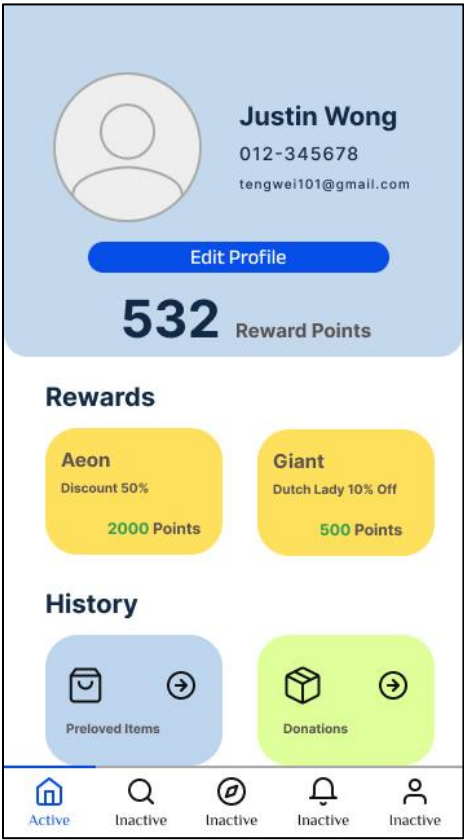 Justin Wong
012-345678
tengwei101@gmail.com
Edit Profile
532 Reward Points
Rewards
Aeon
Discount 50%
2000 Points
Giant
Dutch Lady 10% Off
500 Points
History
Preloved Items
Donations
Active
Inactive
Inactive
Inactive
Inactive